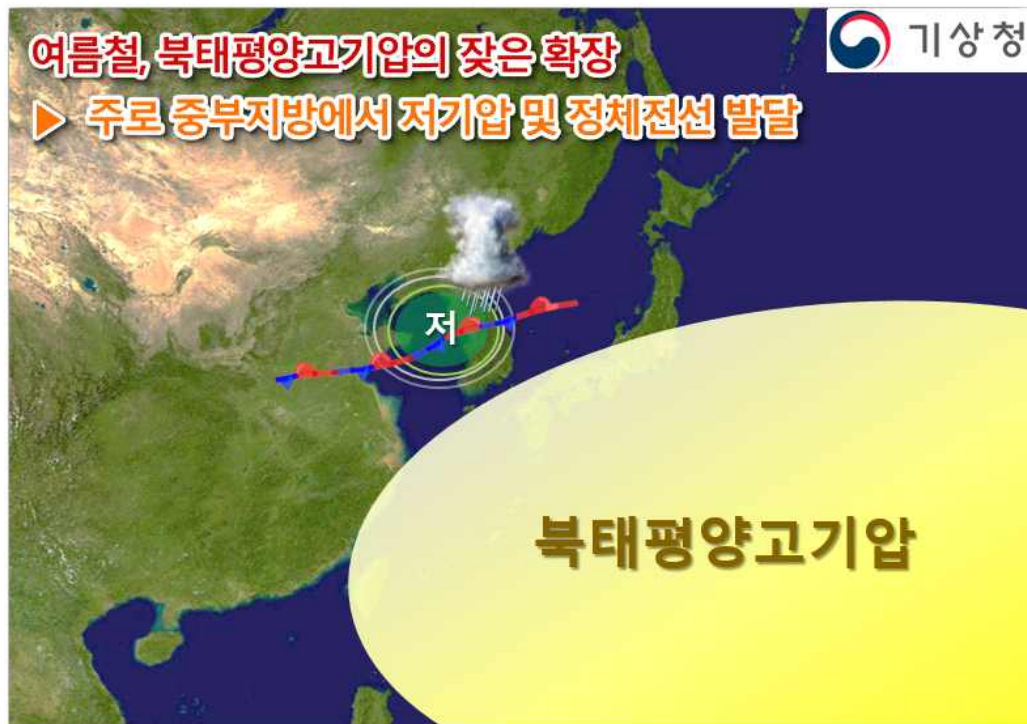 여름철, 북태평양고기압의 잦은 확장
기상청
▶ 주로 중부지방에서 저기압 및 정체전선 발달
저
북태평양고기압